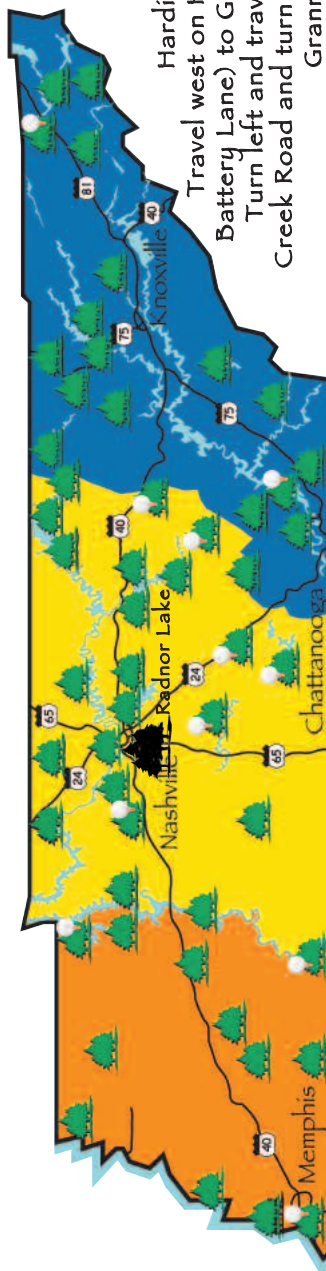 Hardi
Travel west on
Battery Lane) to G
Turn left and trav
Creek Road and turn
Gran
81
40
75
Knoxville
75
40
65
24
Radnor Lake
Nashville
24
65
Chattanooga
40
Memphis